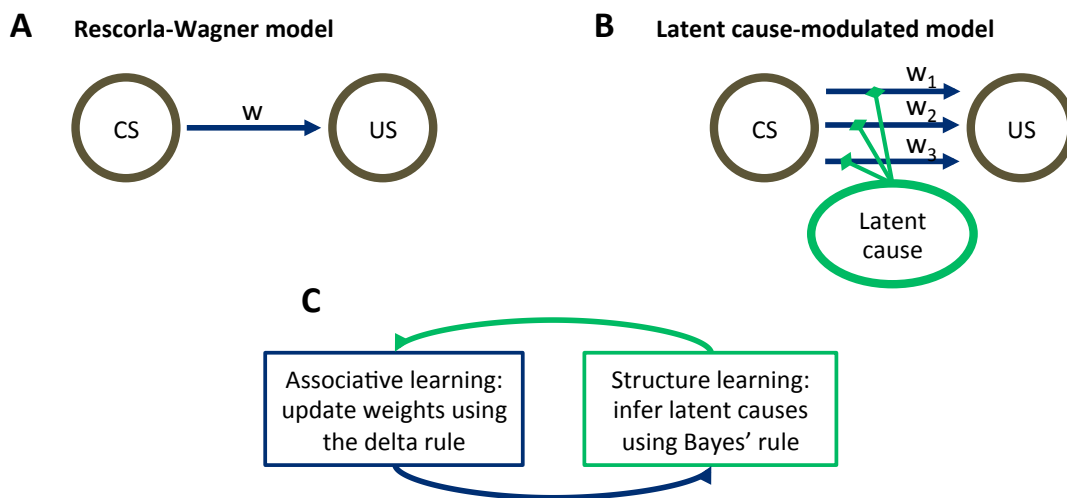 A Rescorla-Wagner model
CS
w
US
B Latent cause-modulated model
CS
w1
w2
w3
US
Latent
cause
C
Associative learning:
update weights using
the delta rule
Structure learning:
infer latent causes
using Bayes’ rule